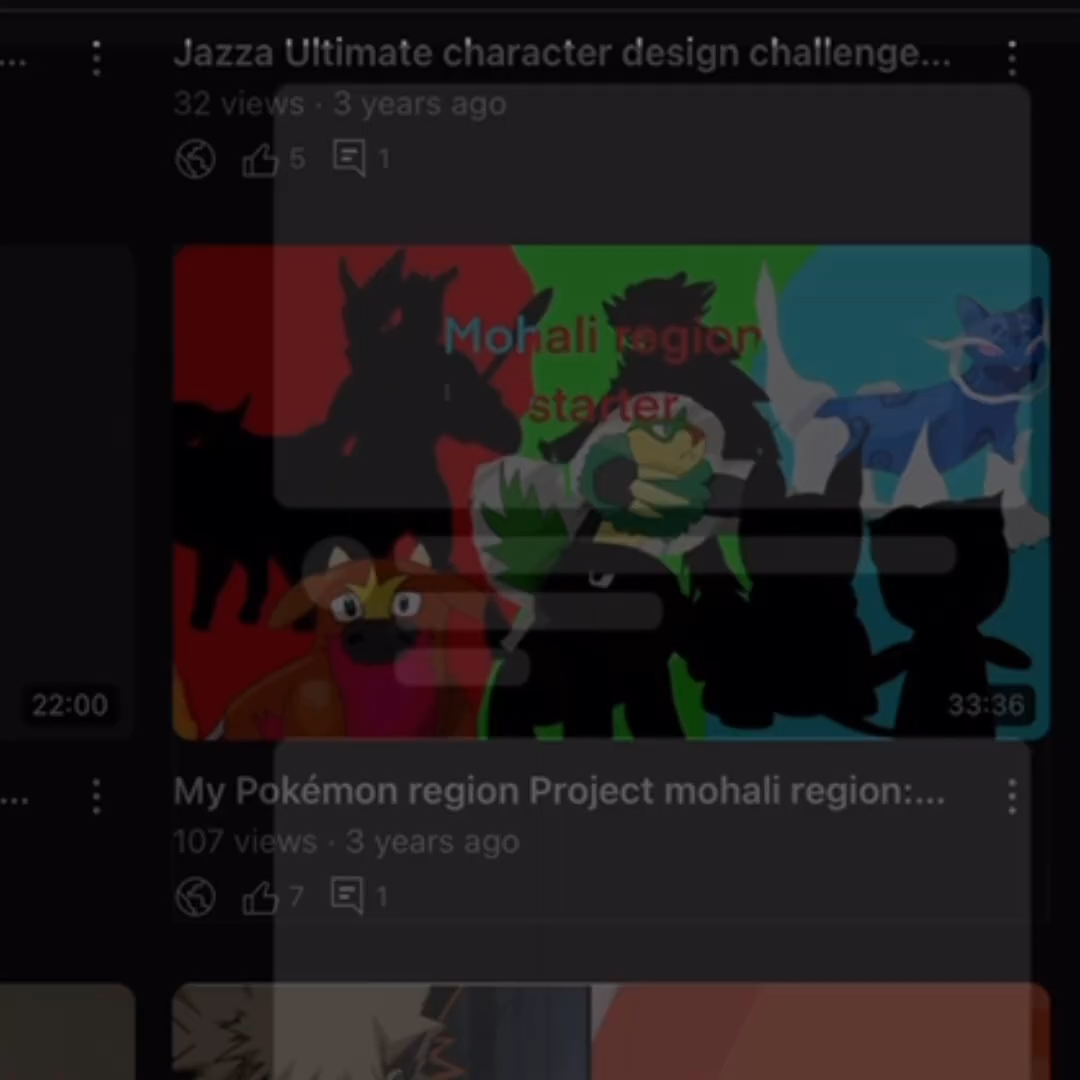 ...
Jazza Ultimate character design challenge...
32 views · 3 years ago
5 1
Mohali region
starter
22:00
33:36
...
My Pokémon region Project mohali region:...
107 views · 3 years ago
7 1